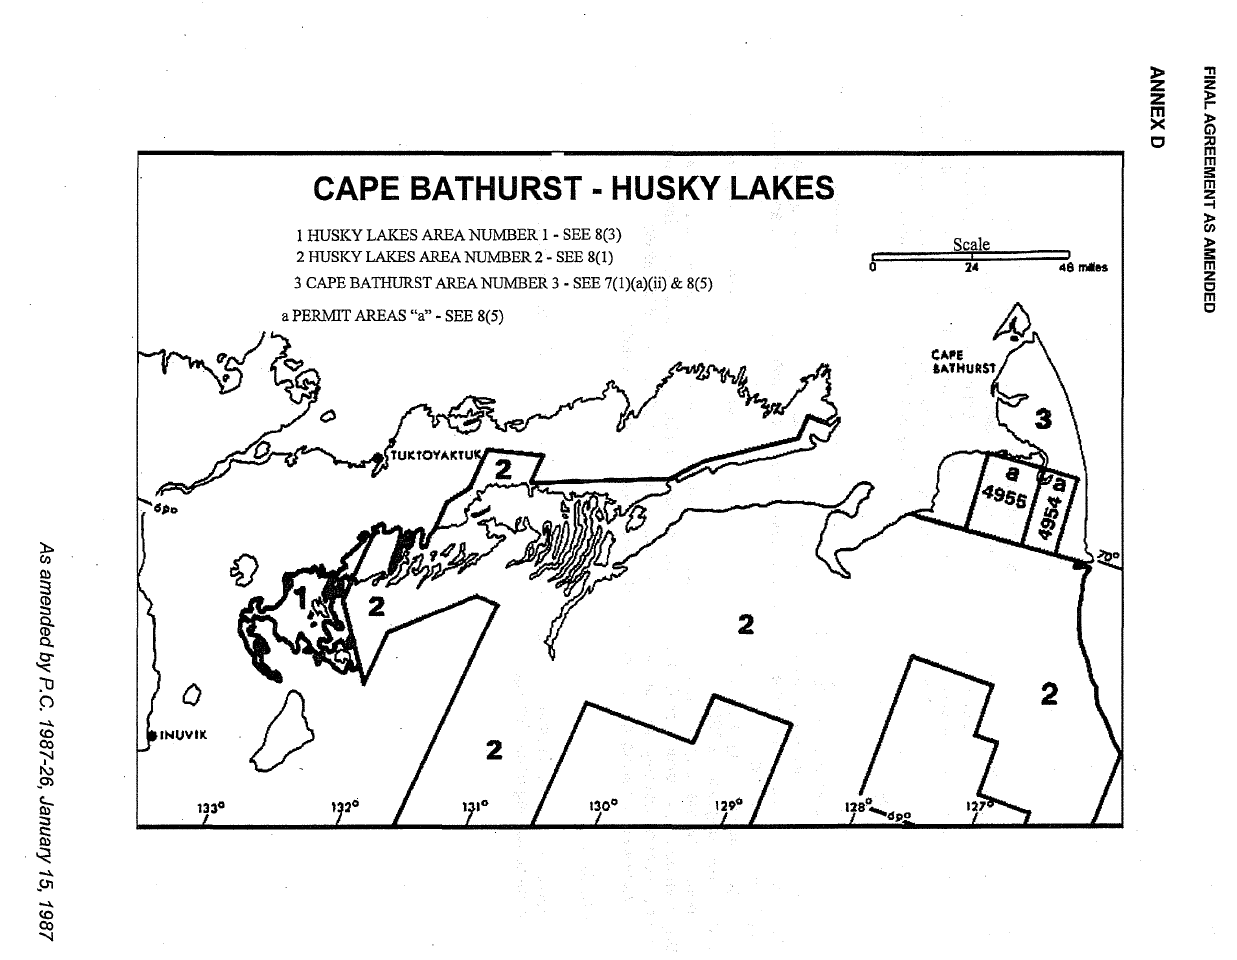 FINAL AGREEMENT AS AMENDED
ANNEX D
CAPE BATHURST - HUSKY LAKES
1 HUSKY LAKES AREA NUMBER 1 - SEE 8(3)
2 HUSKY LAKES AREA NUMBER 2 - SEE 8(1)
3 CAPE BATHURST AREA NUMBER 3 - SEE 7(1)(a)(ii) & 8(5)
a PERMIT AREAS “a” - SEE 8(5)
Scale
0 24 48 miles
CAPE
BATHURST
3
TUKTOYAKTUK
2
a
4955
a
4954
70°
1
2
2
2
2
INUVIK
133° 132° 131° 130° 129° 128° 127°
As amended by P.C. 1987-26, January 15, 1987